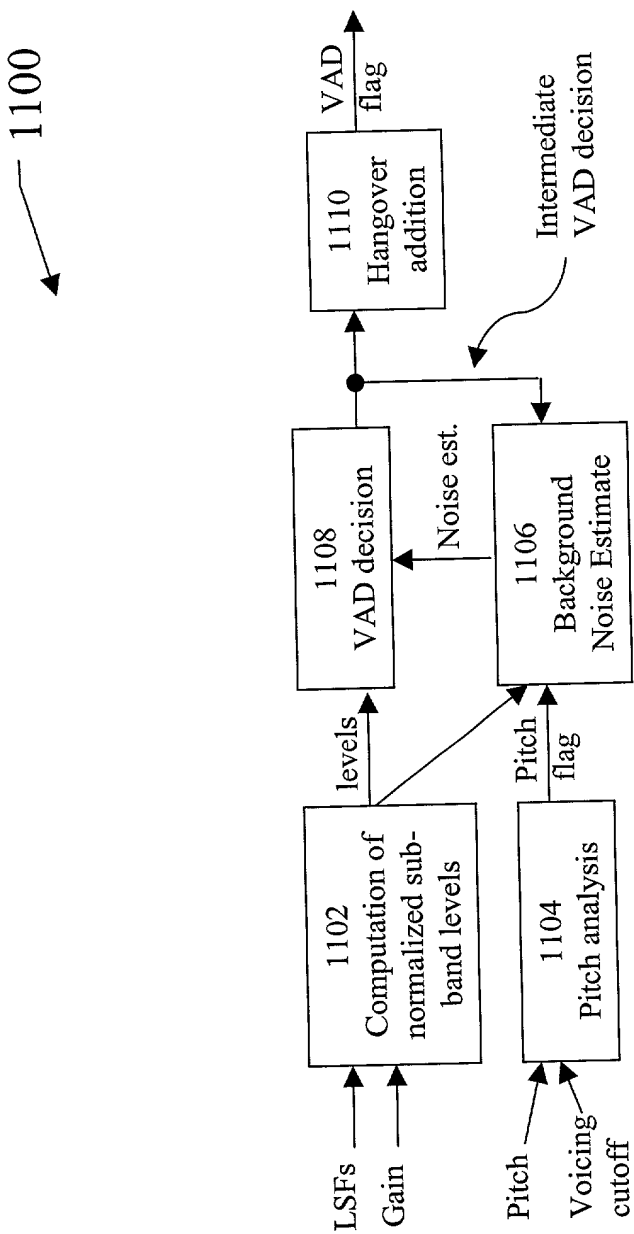 1100
LSFs
Gain
1102
Computation of
normalized sub-
band levels
levels
1108
VAD decision
1110
Hangover
addition
VAD
flag
Pitch
Voicing
cutoff
1104
Pitch analysis
Pitch
flag
1106
Background
Noise Estimate
Noise est.
Intermediate
VAD decision